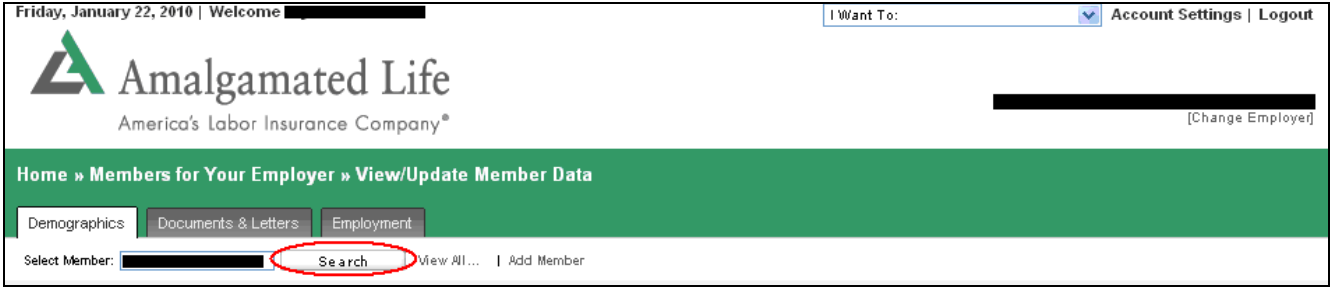 Friday, January 22, 2010 | Welcome
I Want To:
Account Settings | Logout
Amalgamated Life
America's Labor Insurance Company®
[Change Employer]
Home » Members for Your Employer » View/Update Member Data
Demographics
Documents & Letters
Employment
Select Member:
Search
View All...
| Add Member